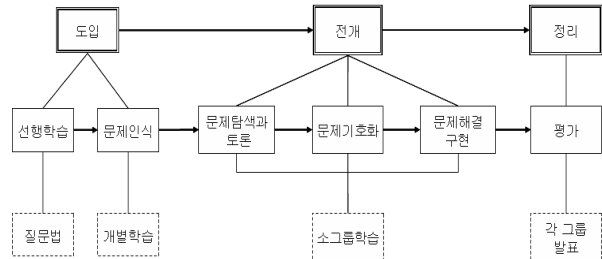 도입
전개
정리
선행학습
문제인식
문제탐색과
토론
문제기호화
문제해결
구현
평가
질문법
개별학습
소그룹학습
각 그룹
발표